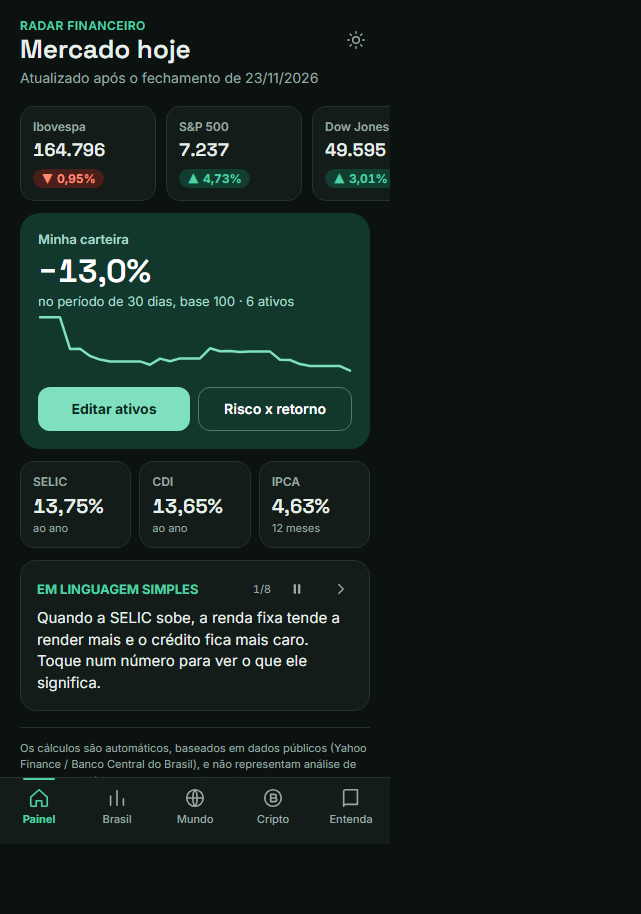 RADAR FINANCEIRO
Mercado hoje
Atualizado após o fechamento de 23/11/2026
Ibovespa
164.796
▼ 0,95%
S&P 500
7.237
▲ 4,73%
Dow Jones
49.595
▲ 3,01%
Minha carteira
−13,0%
no período de 30 dias, base 100 · 6 ativos
Editar ativos
Risco x retorno
SELIC
13,75%
ao ano
CDI
13,65%
ao ano
IPCA
4,63%
12 meses
EM LINGUAGEM SIMPLES
1/8
Quando a SELIC sobe, a renda fixa tende a
render mais e o crédito fica mais caro.
Toque num número para ver o que ele
significa.
Os cálculos são automáticos, baseados em dados públicos (Yahoo
Finance / Banco Central do Brasil), e não representam análise de
Painel
Brasil
Mundo
Cripto
Entenda